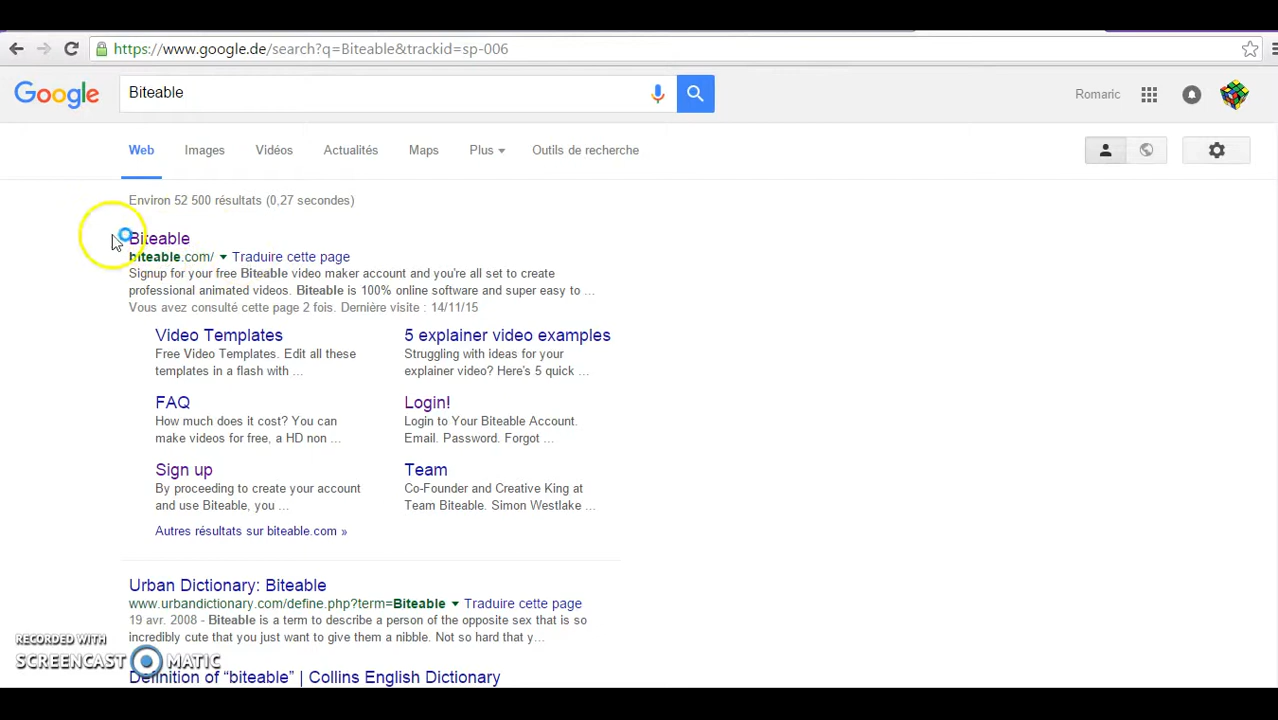 https://www.google.de/search?q=Biteable&trackid=sp-006
Google
Biteable
Romaric
Web Images Vidéos Actualités Maps Plus Outils de recherche
Environ 52 500 résultats (0,27 secondes)
Biteable
biteable.com/ Traduire cette page
Signup for your free Biteable video maker account and you're all set to create
professional animated videos. Biteable is 100% online software and super easy to ...
Vous avez consulté cette page 2 fois. Dernière visite : 14/11/15
Video Templates
Free Video Templates. Edit all these
templates in a flash with ...
5 explainer video examples
Struggling with ideas for your
explainer video? Here's 5 quick ...
FAQ
How much does it cost? You can
make videos for free, a HD non ...
Login!
Login to Your Biteable Account.
Email. Password. Forgot ...
Sign up
By proceeding to create your account
and use Biteable, you ...
Team
Co-Founder and Creative King at
Team Biteable. Simon Westlake ...
Autres résultats sur biteable.com »
Urban Dictionary: Biteable
www.urbandictionary.com/define.php?term=Biteable Traduire cette page
19 avr. 2008 - Biteable is a term to describe a person of the opposite sex that is so
incredibly cute that you just want to give them a nibble. Not so hard that y...
Definition of “biteable” | Collins English Dictionary
RECORDED WITH
SCREENCAST MATIC